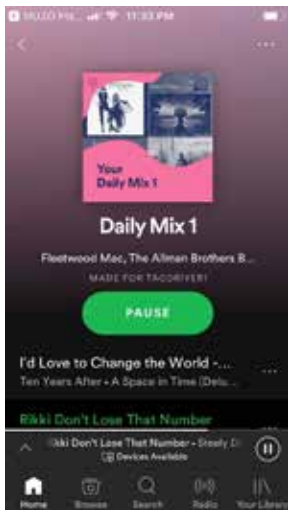 11:33 PM
Your
Daily Mix 1
Daily Mix 1
Fleetwood Mac, The Allman Brothers B...
MADE FOR
PAUSE
I'd Love to Change the World -...
Ten Years After • A Space in Time (Delu...
Rikki Don't Lose That Number
ikki Don't Lose That Number • Steely D
Devices Available
Home
Browse
Search
Radio
Your Library